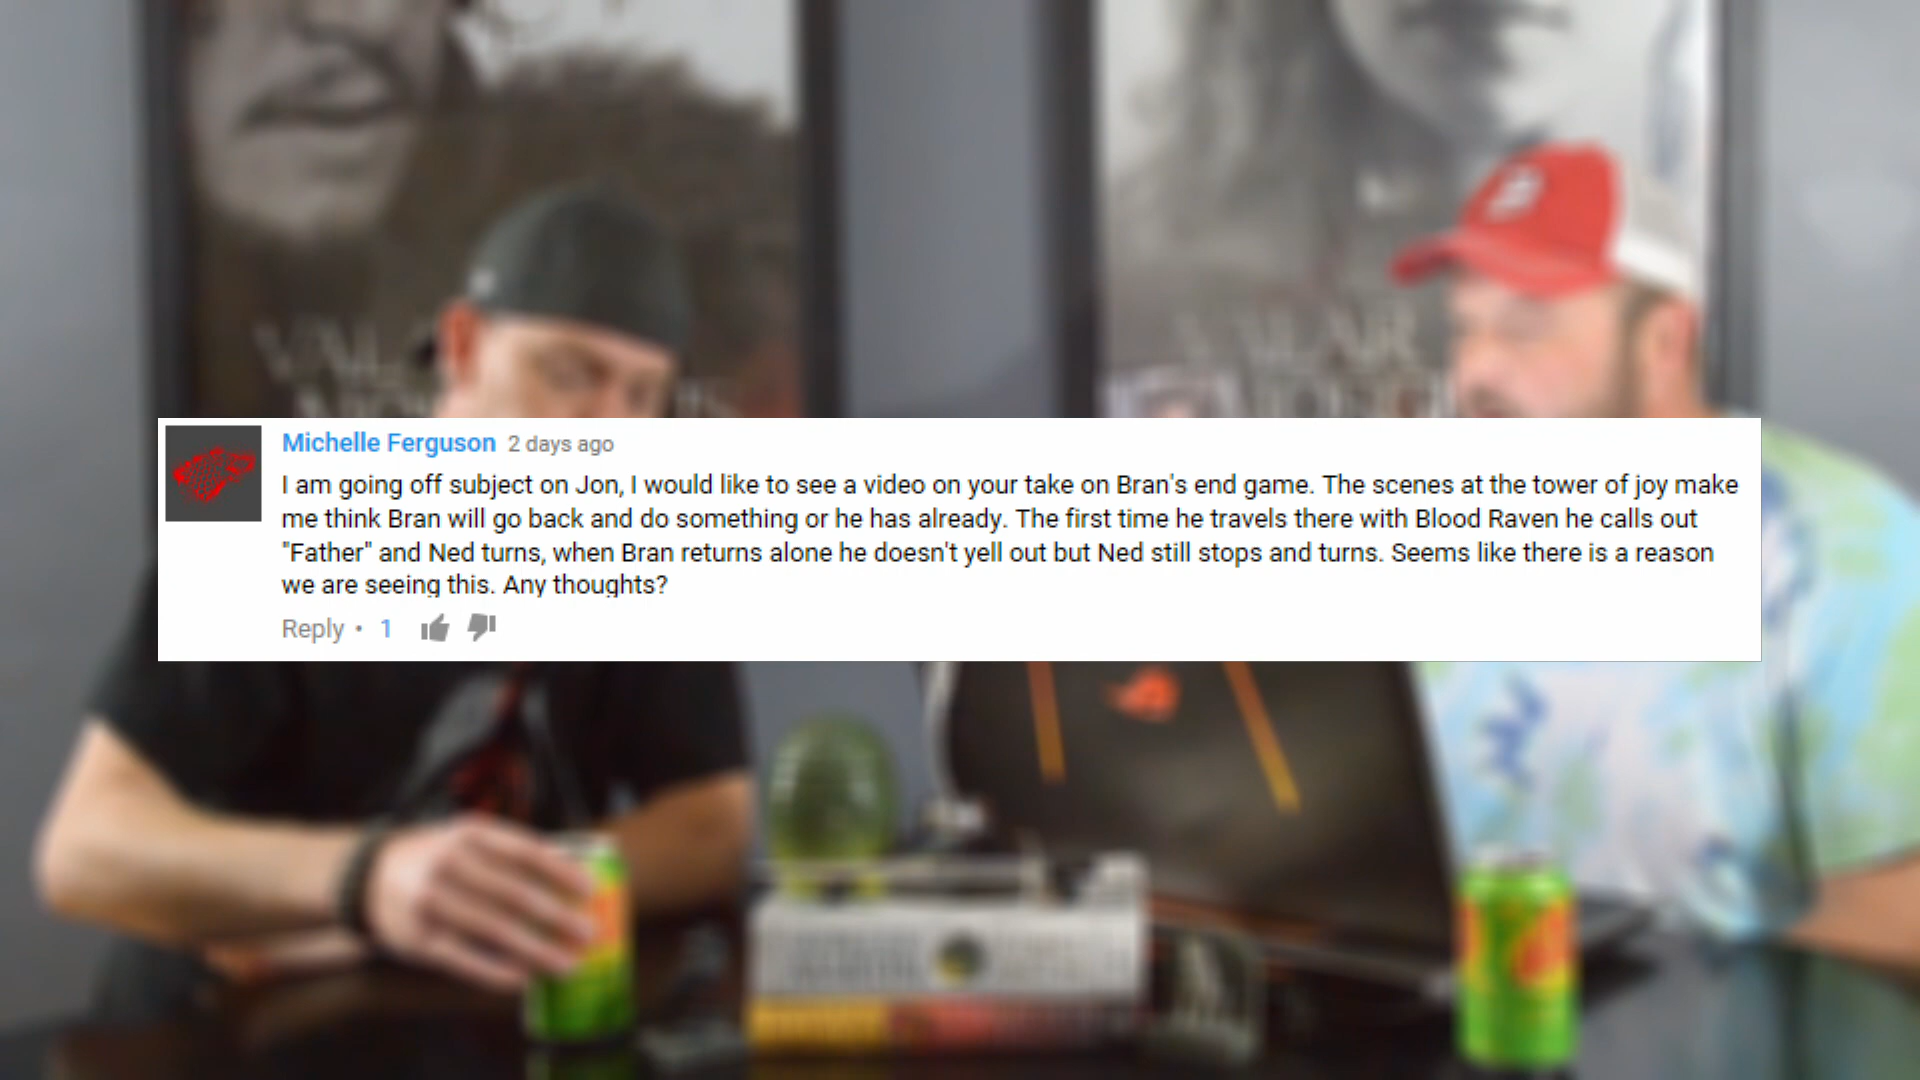 VALAR
VALAR
MORGHULIS
Michelle Ferguson 2 days ago
I am going off subject on Jon, I would like to see a video on your take on Bran's end game. The scenes at the tower of joy make
me think Bran will go back and do something or he has already. The first time he travels there with Blood Raven he calls out
"Father" and Ned turns, when Bran returns alone he doesn't yell out but Ned still stops and turns. Seems like there is a reason
we are seeing this. Any thoughts?
Reply • 1